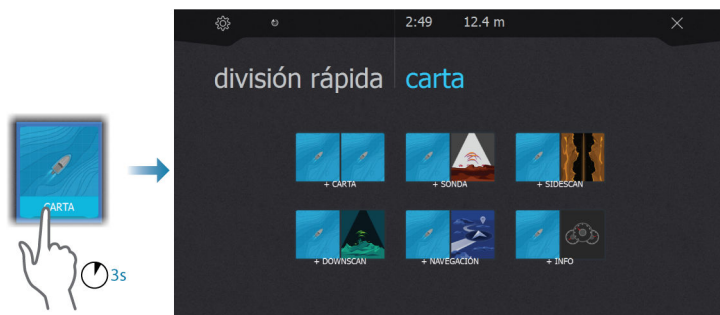 2:49 12.4 m
división rápida carta
CARTA
3s
+ CARTA + SONDA + SIDESCAN
+ DOWNSCAN + NAVEGACIÓN + INFO